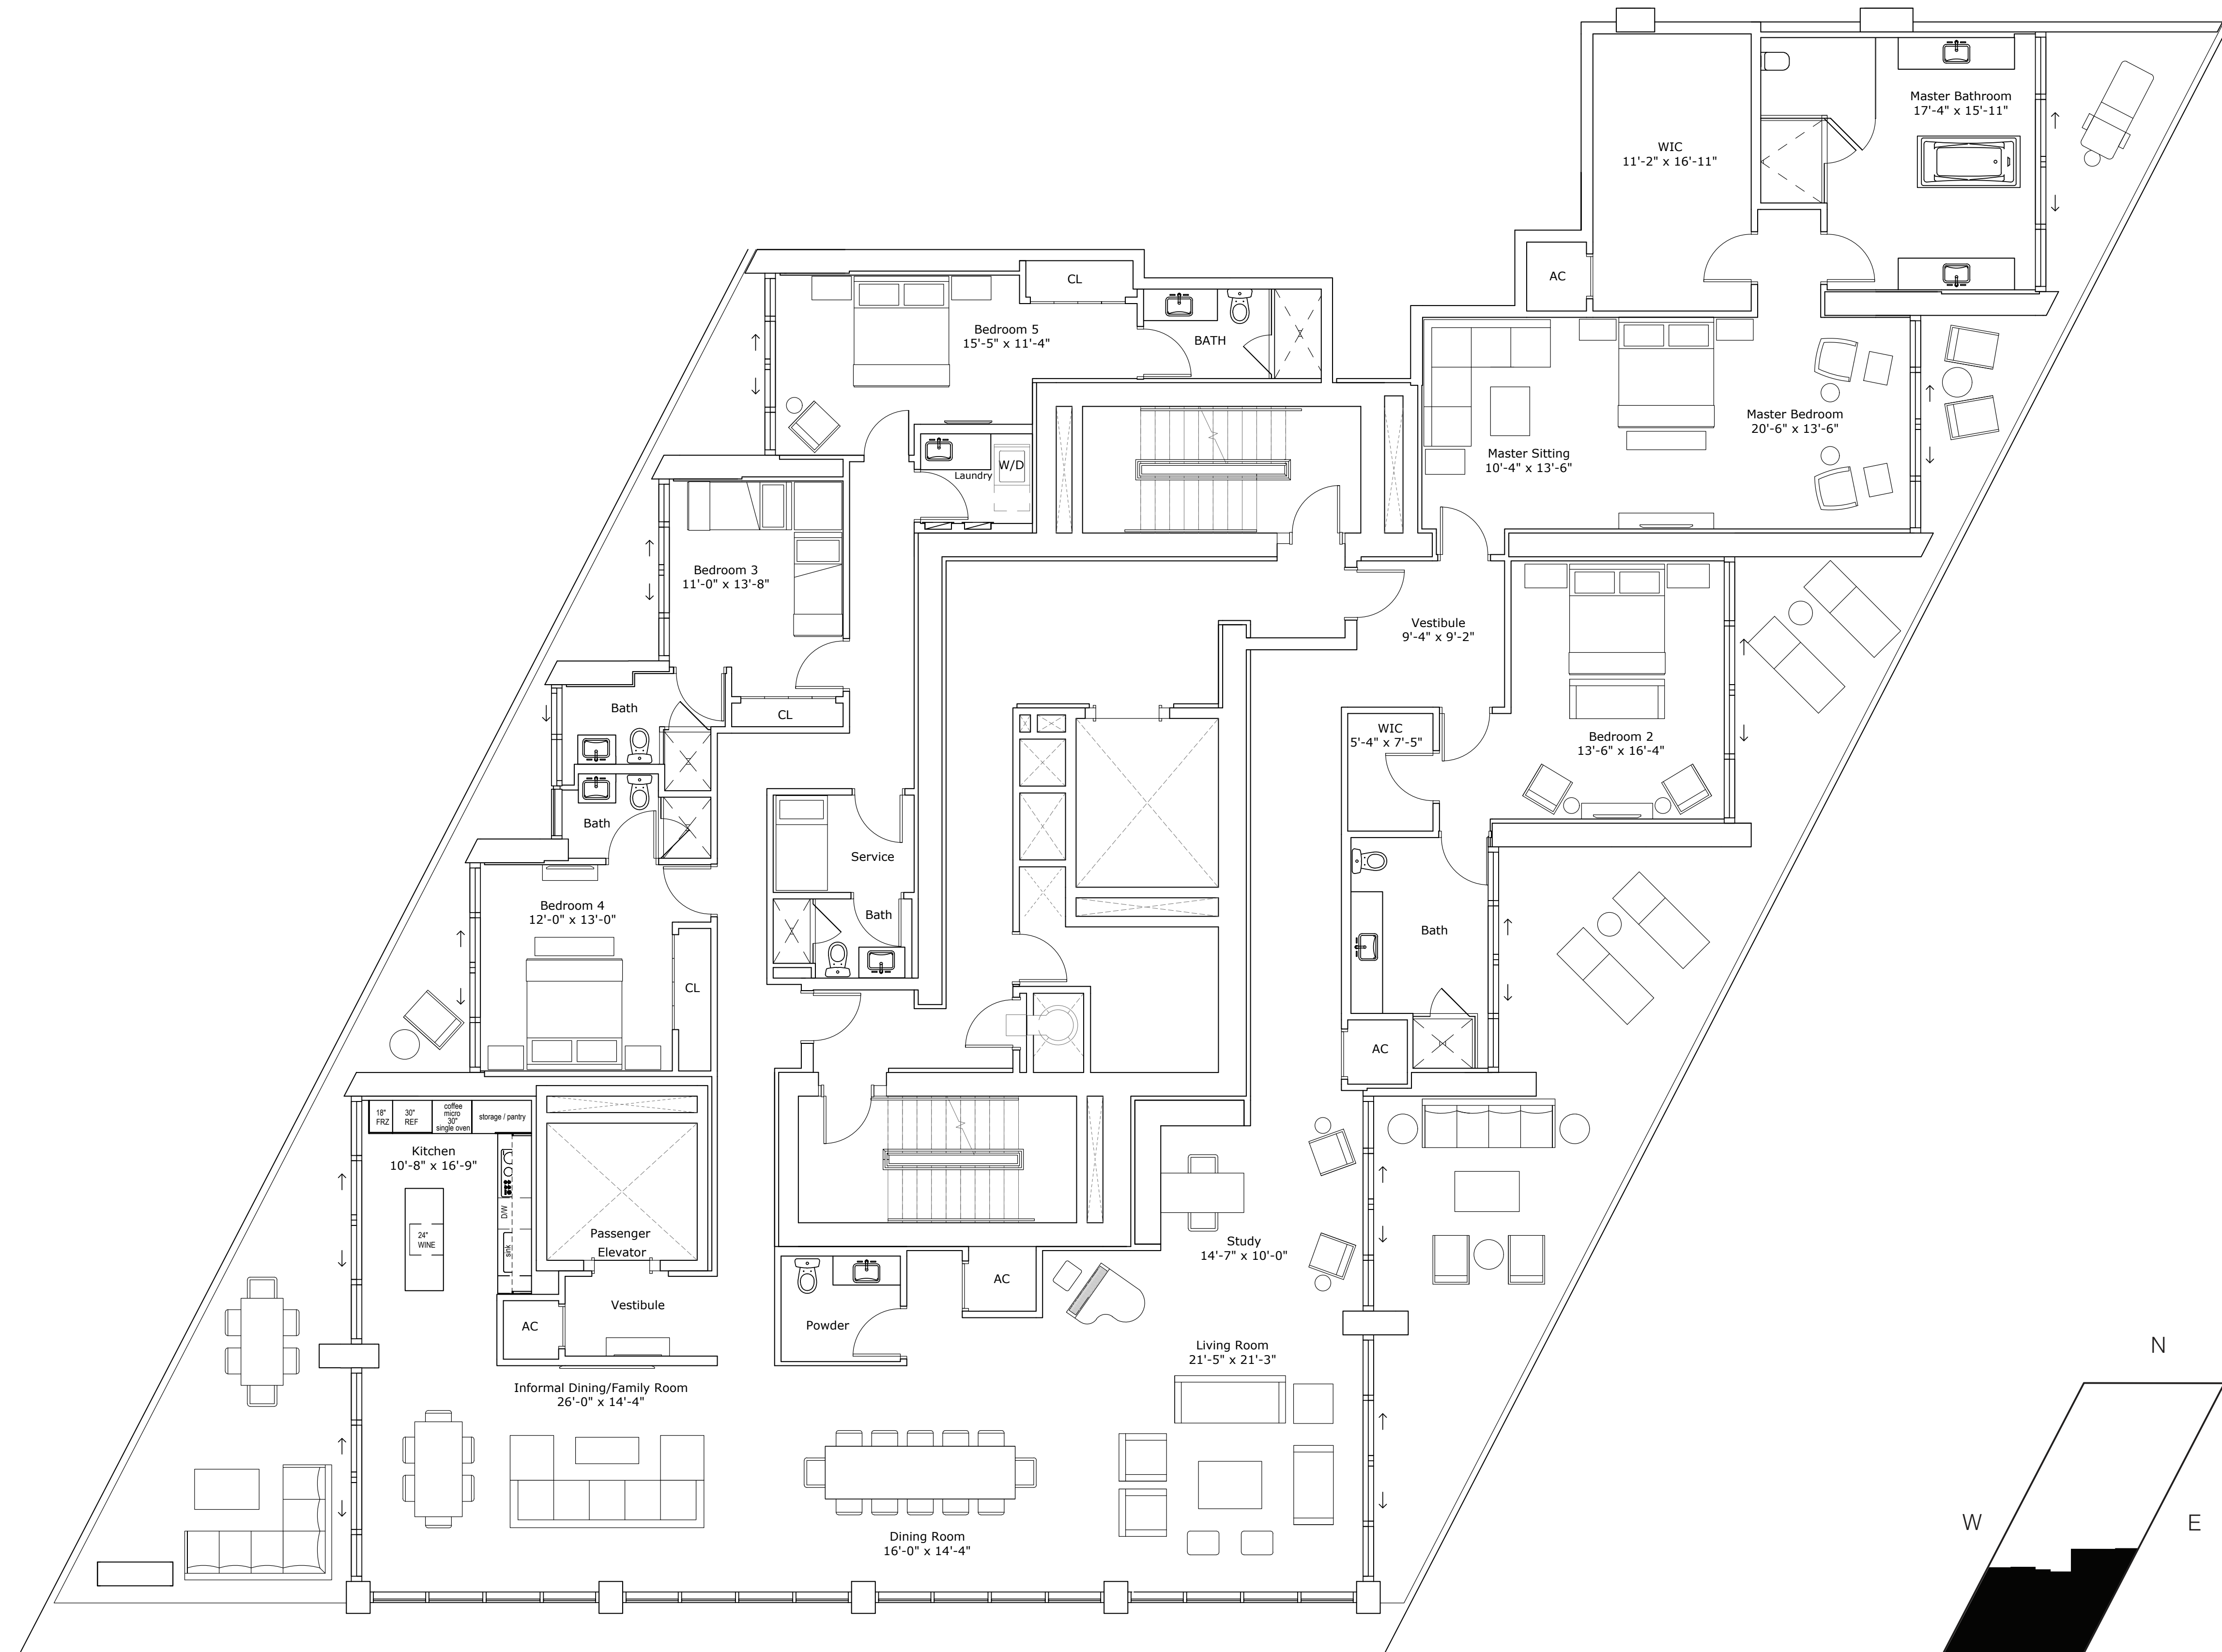 Master Bathroom
17'-4" x 15'-11"
WIC
11'-2" x 16'-11"
AC
CL
Bedroom 5
15'-5" x 11'-4"
BATH
Master Bedroom
20'-6" x 13'-6"
Master Sitting
10'-4" x 13'-6"
W/D
Laundry
Bedroom 3
11'-0" x 13'-8"
Vestibule
9'-4" x 9'-2"
Bath
CL
WIC
5'-4" x 7'-5"
Bedroom 2
13'-6" x 16'-4"
Bath
Service
Bedroom 4
12'-0" x 13'-0"
Bath
Bath
CL
AC
18"
FRZ
30"
REF
coffee
micro
30"
single oven
storage / pantry
Kitchen
10'-8" x 16'-9"
D/W
24"
WINE
sink
Passenger
Elevator
Study
14'-7" x 10'-0"
AC
Vestibule
AC
Powder
Living Room
21'-5" x 21'-3"
Informal Dining/Family Room
26'-0" x 14'-4"
Dining Room
16'-0" x 14'-4"
N
W
E